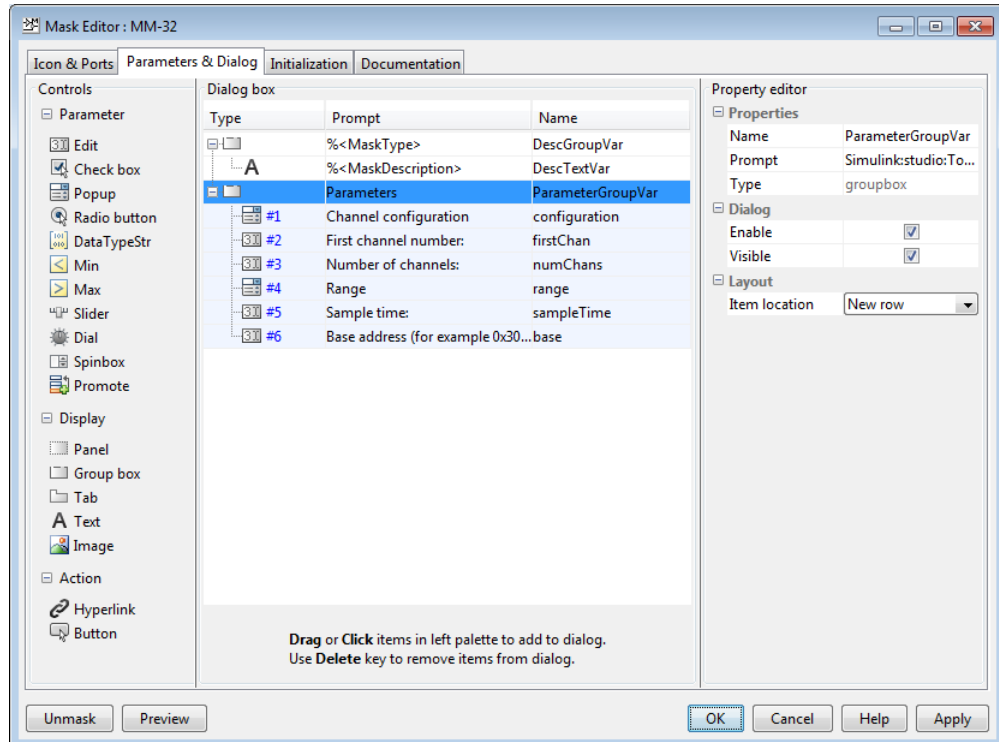 Mask Editor : MM-32
Icon & Ports Parameters & Dialog Initialization Documentation
Controls
Parameter
Edit
Check box
Popup
Radio button
DataTypeStr
Min
Max
Slider
Dial
Spinbox
Promote
Display
Panel
Group box
Tab
Text
Image
Action
Hyperlink
Button
Dialog box
Type Prompt Name
%<MaskType> DescGroupVar
A %<MaskDescription> DescTextVar
Parameters ParameterGroupVar
#1 Channel configuration configuration
#2 First channel number: firstChan
#3 Number of channels: numChans
#4 Range range
#5 Sample time: sampleTime
#6 Base address (for example 0x30... base
Drag or Click items in left palette to add to dialog.
Use Delete key to remove items from dialog.
Property editor
Properties
Name ParameterGroupVar
Prompt Simulink:studio:To...
Type groupbox
Dialog
Enable
Visible
Layout
Item location New row
Unmask Preview OK Cancel Help Apply